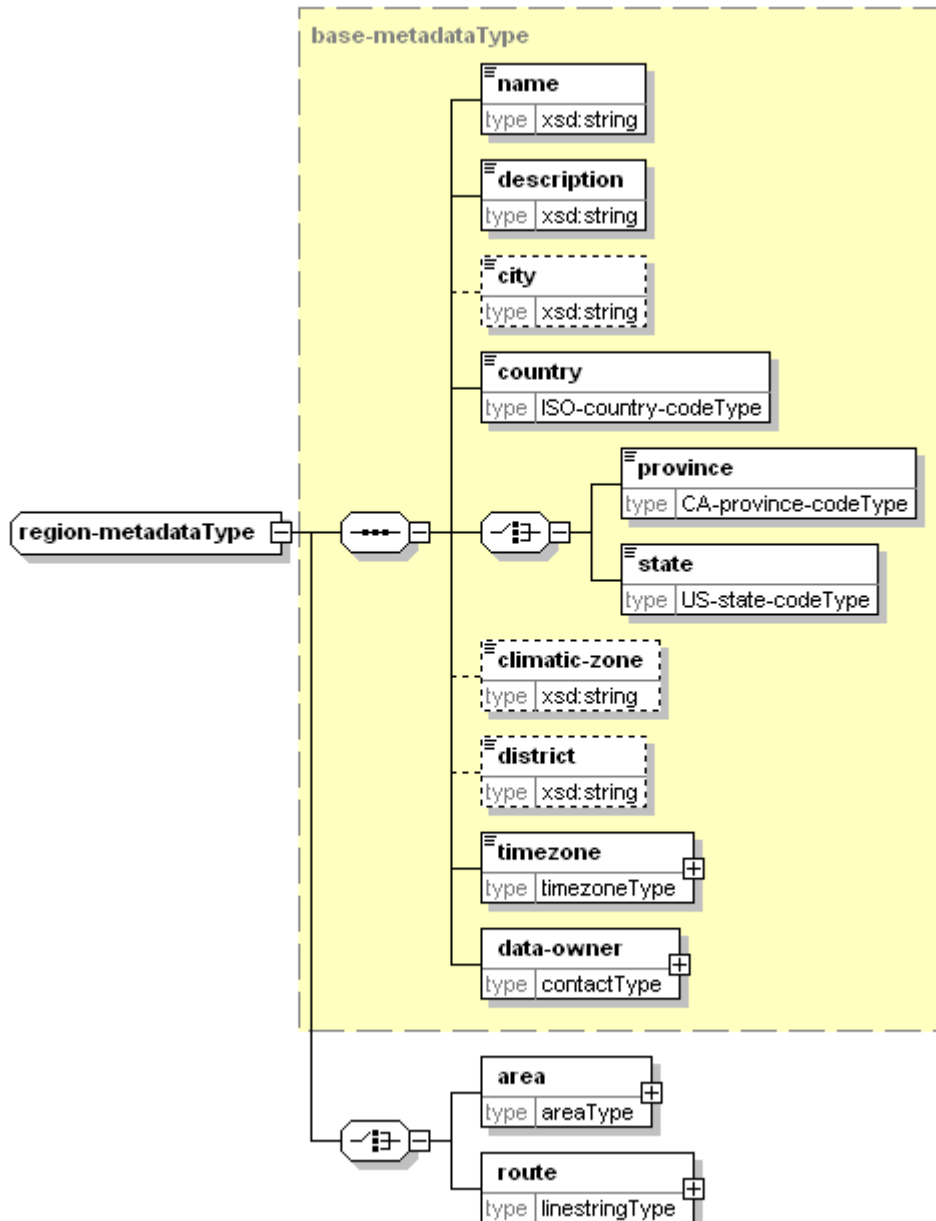 base-metadataType
name
type xsd:string
description
type xsd:string
city
type xsd:string
country
type ISO-country-codeType
province
type CA-province-codeType
region-metadataType
state
type US-state-codeType
climatic-zone
type xsd:string
district
type xsd:string
timezone
type timezoneType
data-owner
type contactType
area
type areaType
route
type linestringType